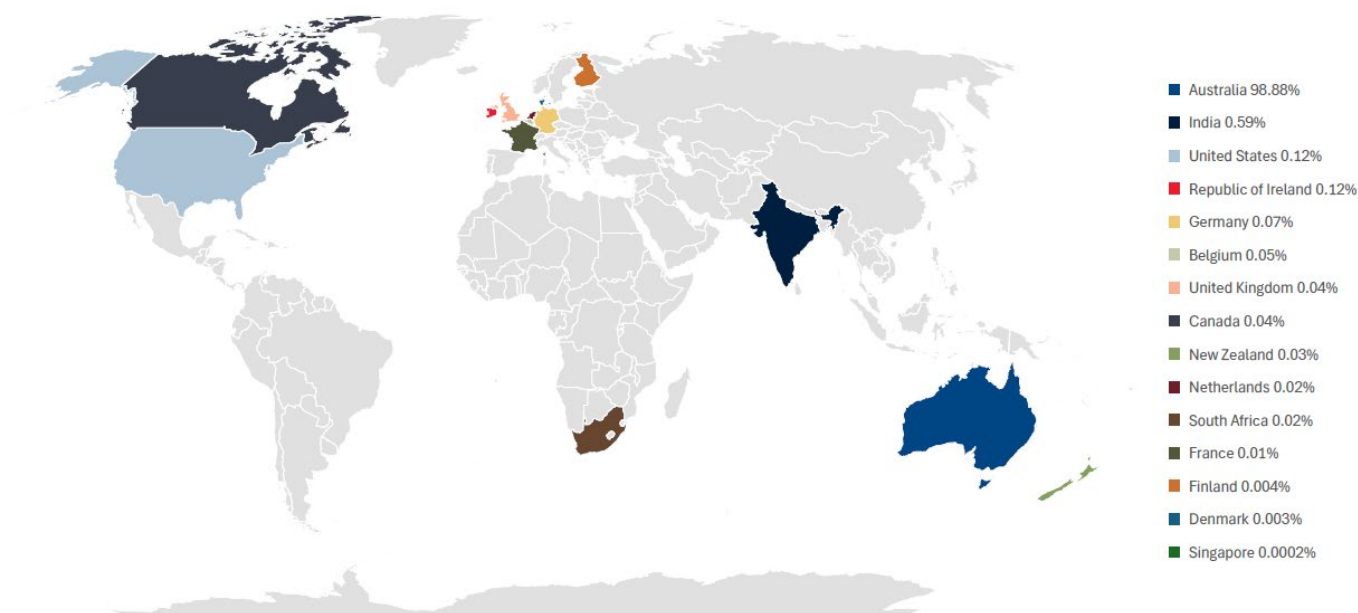 Australia 98.88%
India 0.59%
United States 0.12%
Republic of Ireland 0.12%
Germany 0.07%
Belgium 0.05%
United Kingdom 0.04%
Canada 0.04%
New Zealand 0.03%
Netherlands 0.02%
South Africa 0.02%
France 0.01%
Finland 0.004%
Denmark 0.003%
Singapore 0.0002%